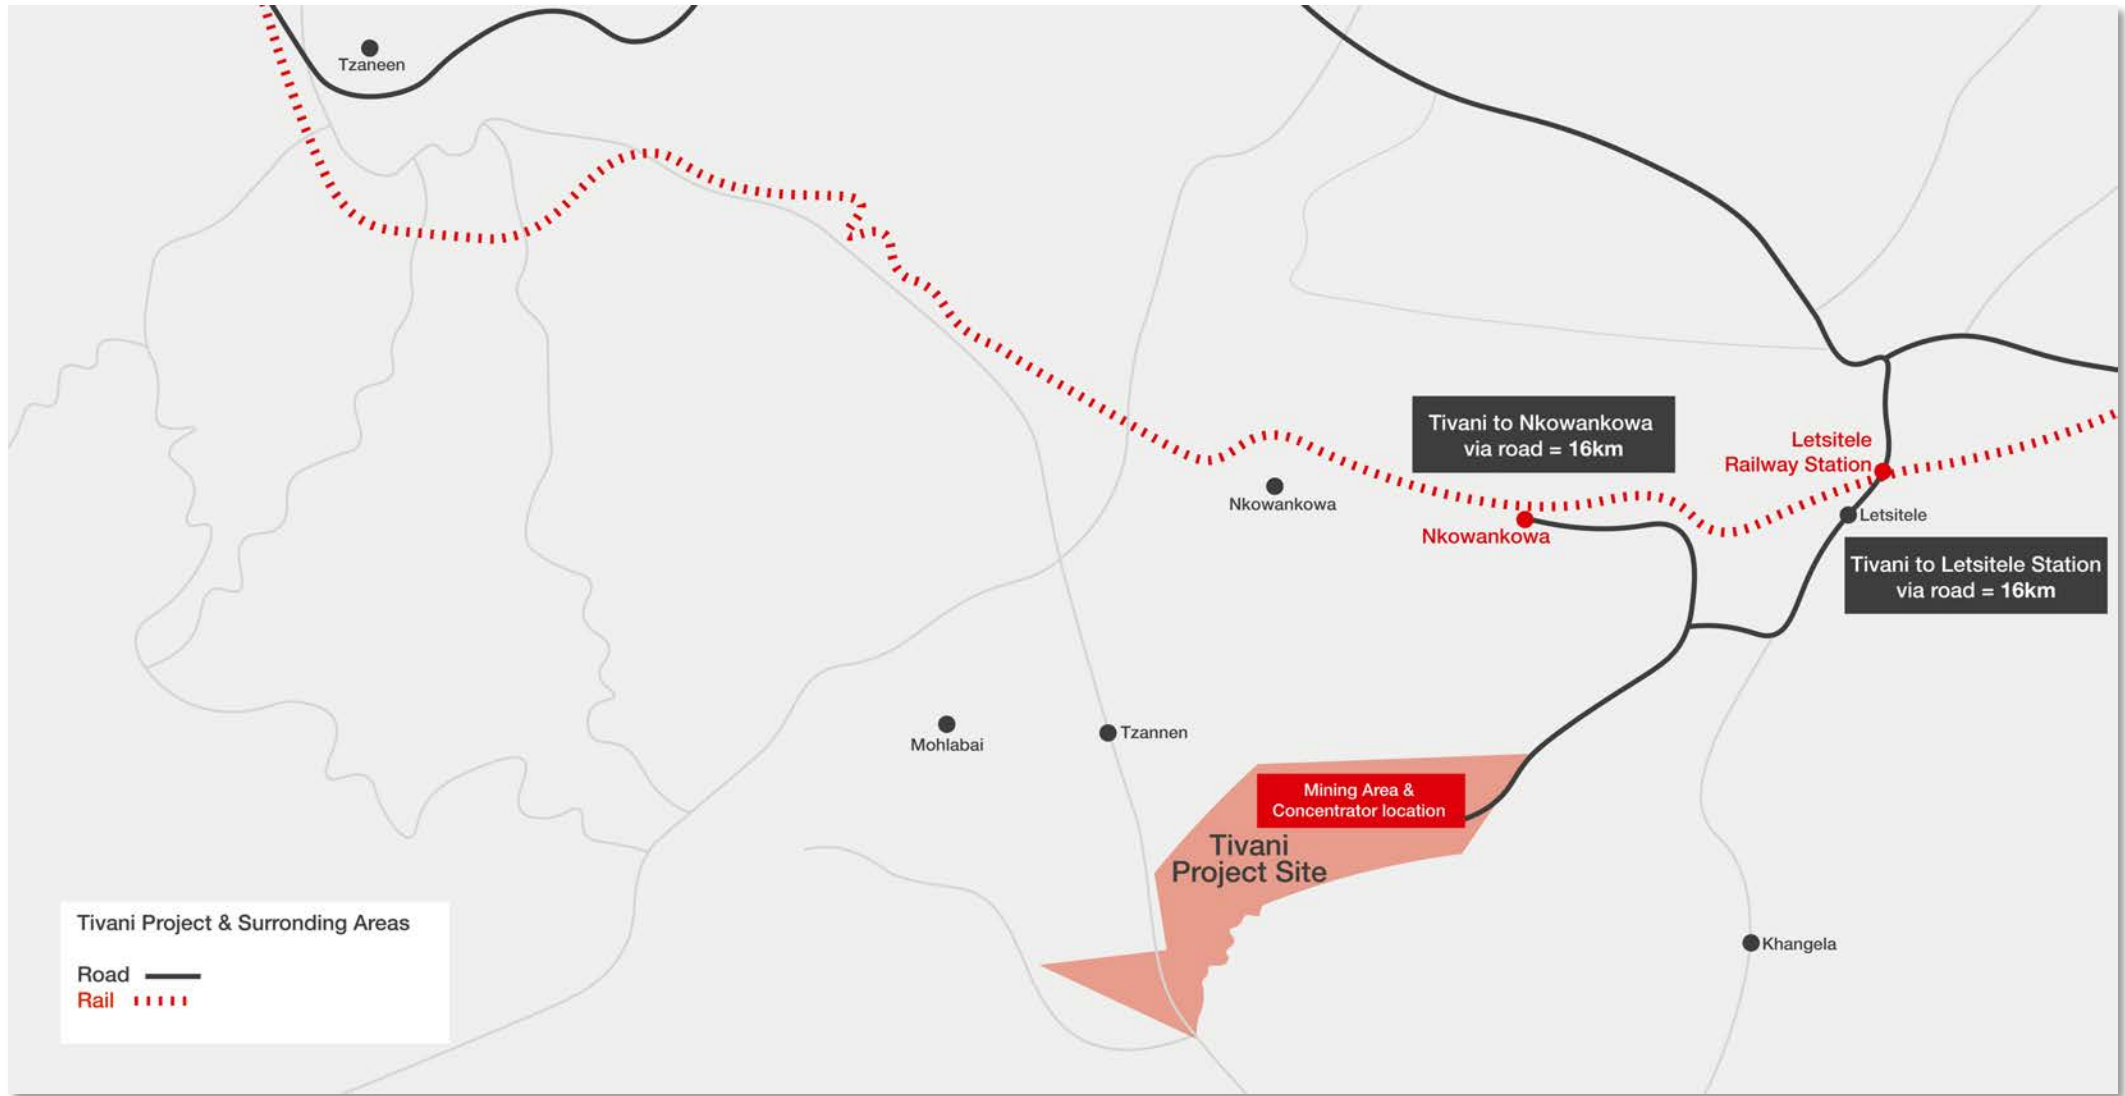 Tzaneen
Tivani to Nkowankowa
via road = 16km
Letsitele
Railway Station
Nkowankowa
Nkowankowa
Letsitele
Tivani to Letsitele Station
via road = 16km
Mohlabai
Tzannen
Mining Area &
Concentrator location
Tivani
Project Site
Khangela
Tivani Project & Surronding Areas
Road
Rail